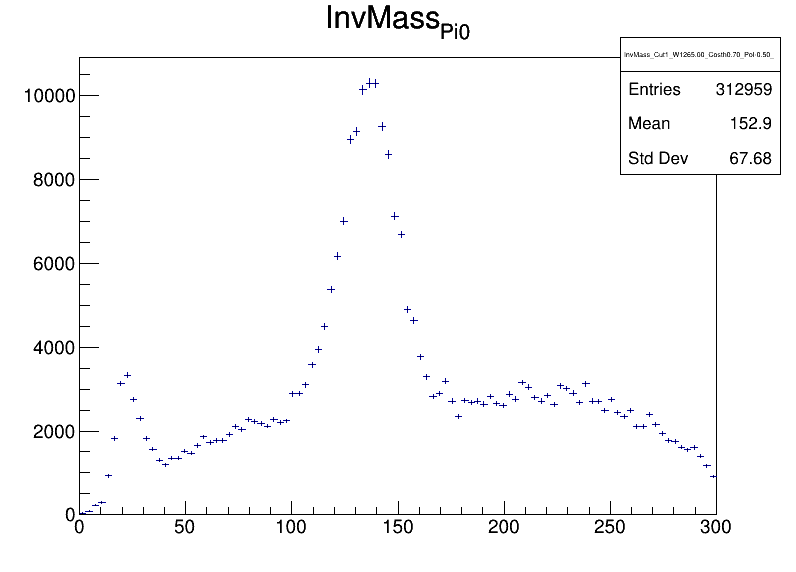 InvMass_Pi0
InvMass_Cut1_W1265.00_Costh0.70_Pol-0.50_
Entries 312959
Mean 152.9
Std Dev 67.68
10000
8000
6000
4000
2000
0
0 50 100 150 200 250 300